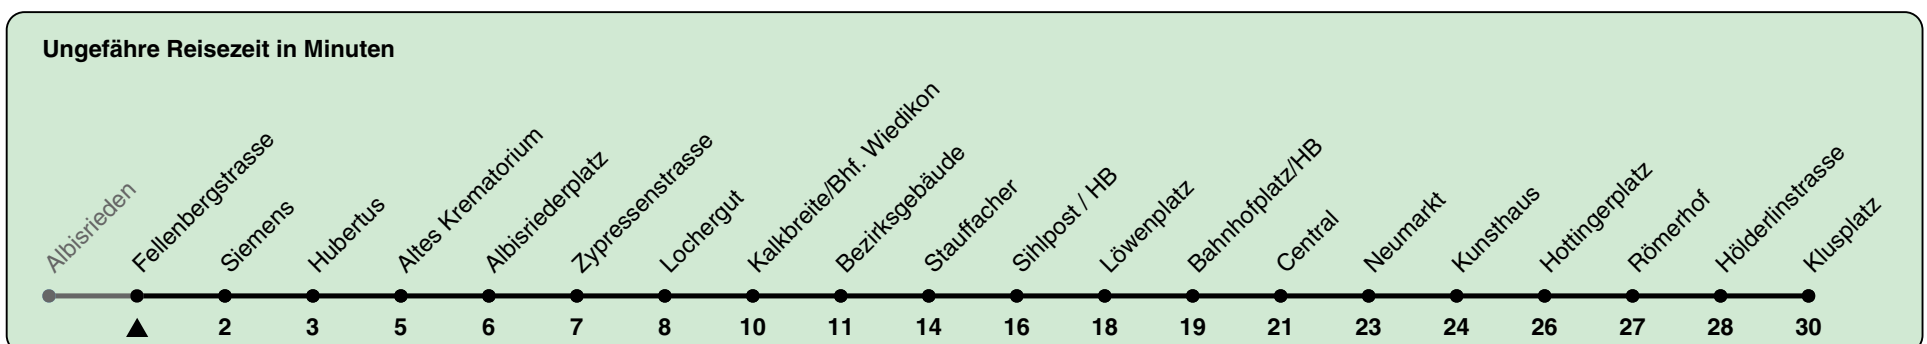 Ungefähre Reisezeit in Minuten
Albisrieden
Fellenbergstrasse
Siemens
Hubertus
Altes Krematorium
Albisriederplatz
Zypressenstrasse
Lochergut
Kalkbreite/Bhf. Wiedikon
Bezirksgebäude
Stauffacher
Sihlpost / HB
Löwenplatz
Bahnhofplatz/HB
Central
Neumarkt
Kunsthaus
Hottingerplatz
Römerhof
Hölderlinstrasse
Klusplatz
2 3 5 6 7 8 10 11 14 16 18 19 21 23 24 26 27 28 30